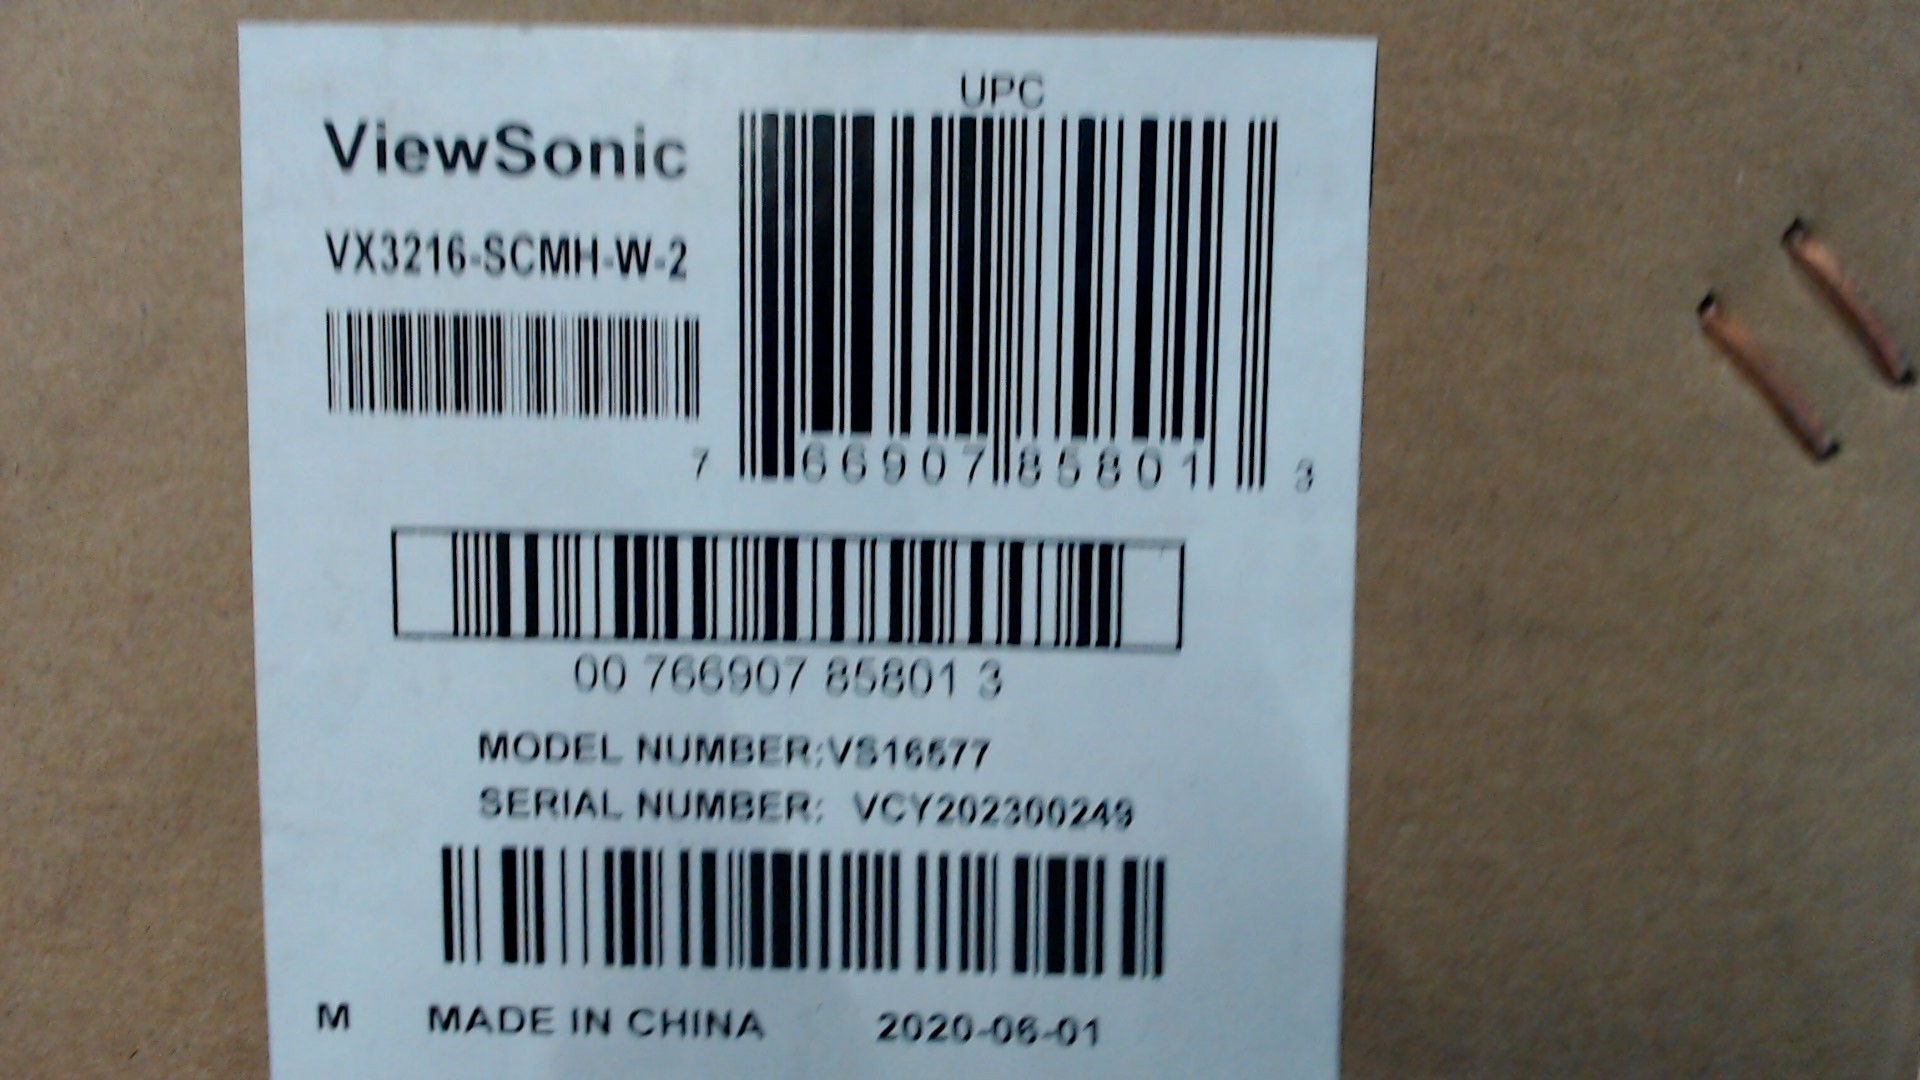 UPC
ViewSonic
VX3216-SCMH-W-2
7 66907 85801 3
00 766907 85801 3
MODEL NUMBER:VS16577
SERIAL NUMBER: VCY202300249
M MADE IN CHINA 2020-06-01